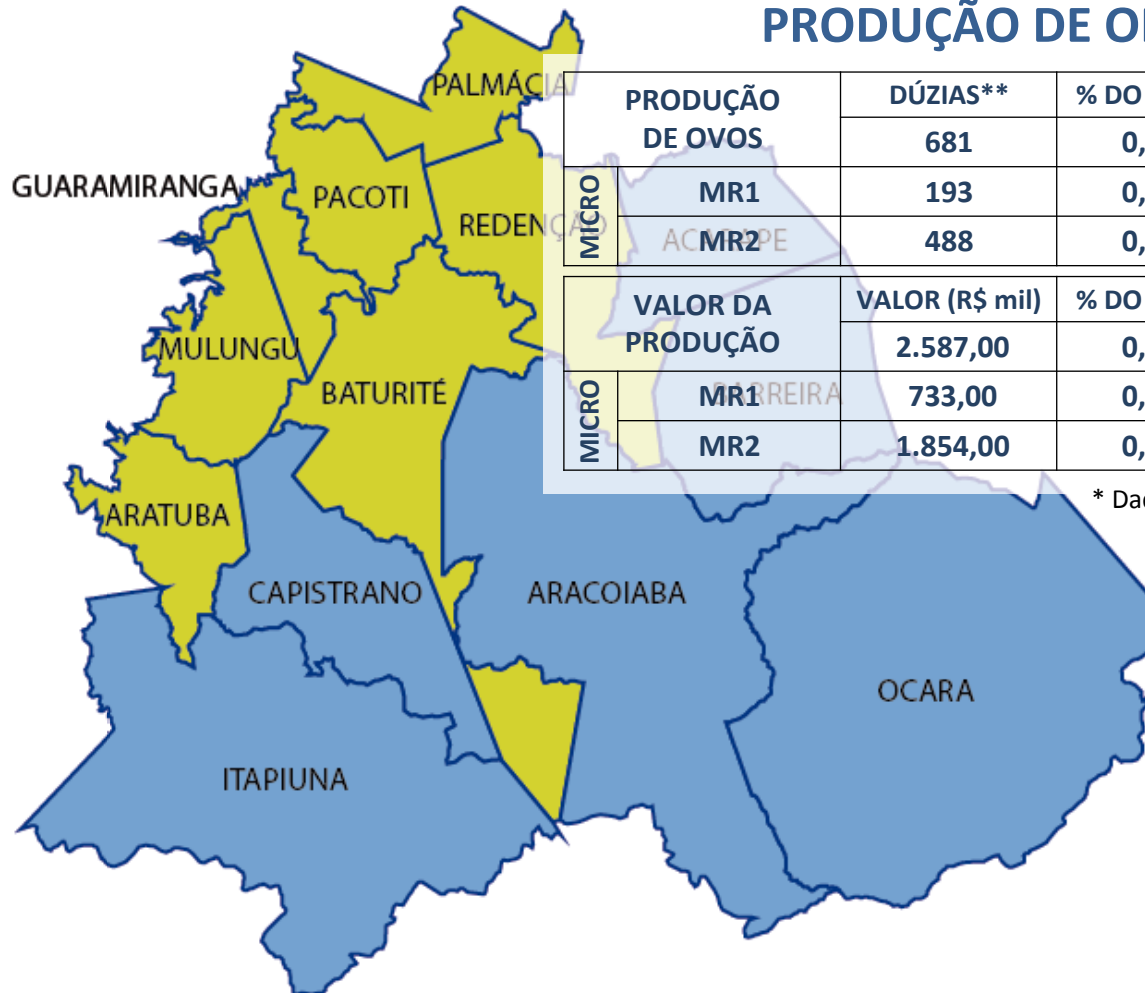 PRODUÇÃO DE O
PALMÁCIA
GUARAMIRANGA
PACOTI
REDENÇÃO
ACARAPE
MULUNGU
BATURITÉ
BARREIRA
ARATUBA
CAPISTRANO
ARACOIABA
OCARA
ITAPIUNA
PRODUÇÃO DE OVOS DÚZIAS** % DO
681 0,
MICRO MR1 193 0,
MR2 488 0,
VALOR DA PRODUÇÃO VALOR (R$ mil) % DO
2.587,00 0,
MICRO MR1 733,00 0,
MR2 1.854,00 0,
* Da